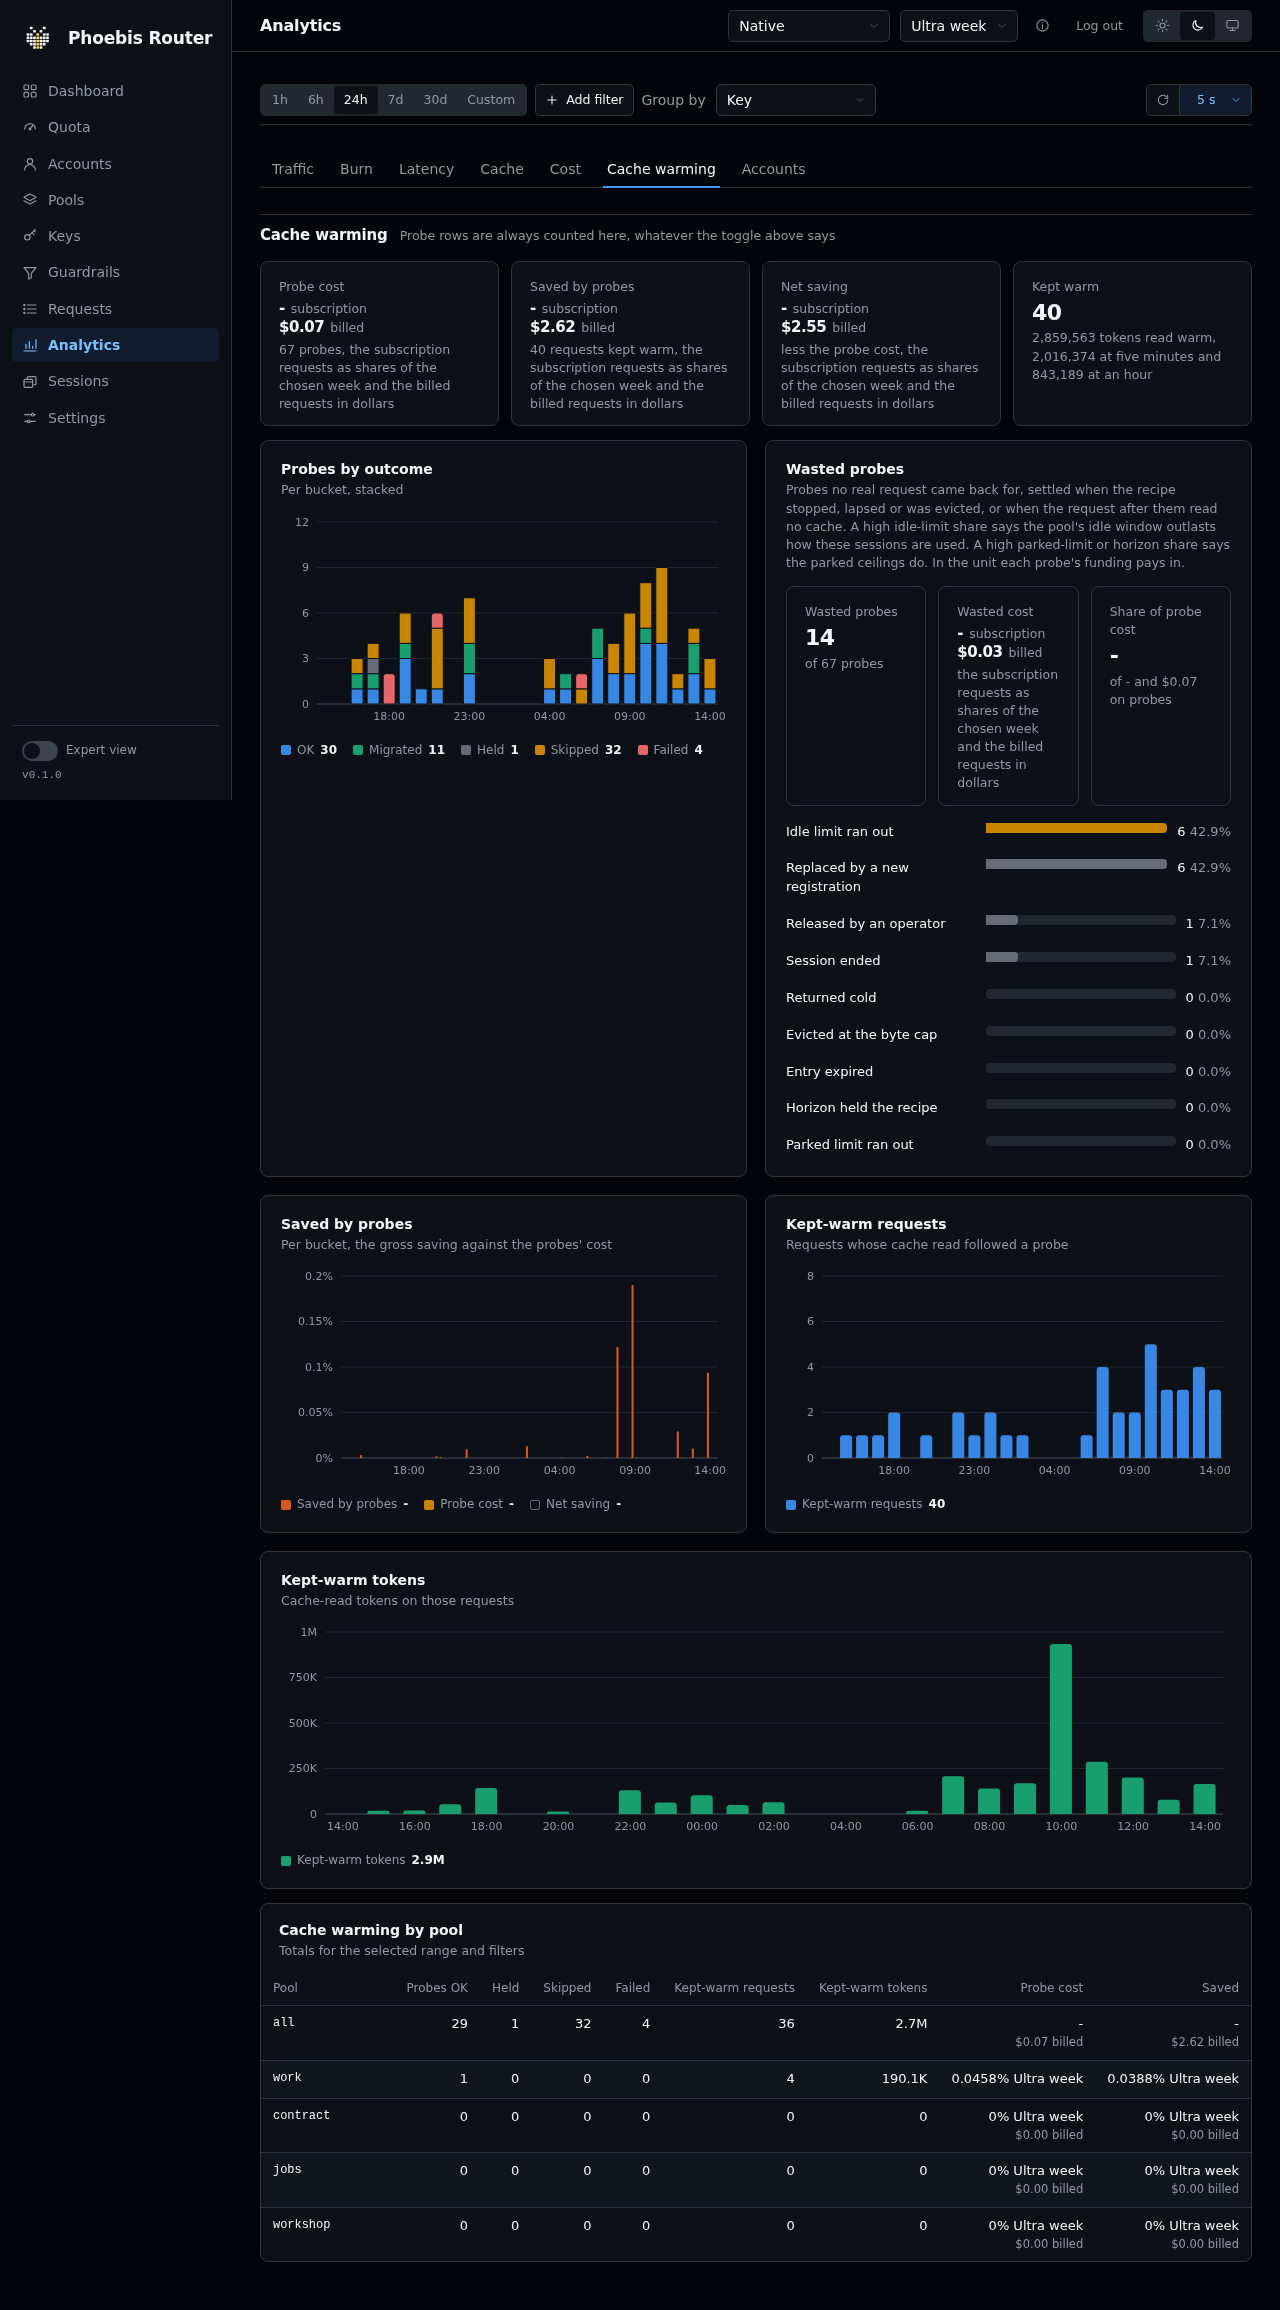 Phoebis Router
Dashboard
Quota
Accounts
Pools
Keys
Guardrails
Requests
Analytics
Sessions
Settings
Expert view
v0.1.0
Analytics
Native
Ultra week
Log out
1h 6h 24h 7d 30d Custom
Add filter
Group by
Key
5 s
Traffic Burn Latency Cache Cost Cache warming Accounts
Cache warming Probe rows are always counted here, whatever the toggle above says
Probe cost
- subscription
$0.07 billed
67 probes, the subscription
requests as shares of the
chosen week and the billed
requests in dollars
Saved by probes
- subscription
$2.62 billed
40 requests kept warm, the
subscription requests as shares
of the chosen week and the
billed requests in dollars
Net saving
- subscription
$2.55 billed
less the probe cost, the
subscription requests as shares
of the chosen week and the
billed requests in dollars
Kept warm
40
2,859,563 tokens read warm,
2,016,374 at five minutes and
843,189 at an hour
Probes by outcome
Per bucket, stacked
12
9
6
3
0
18:00 23:00 04:00 09:00 14:00
OK 30 Migrated 11 Held 1 Skipped 32 Failed 4
Wasted probes
Probes no real request came back for, settled when the recipe
stopped, lapsed or was evicted, or when the request after them read
no cache. A high idle-limit share says the pool's idle window outlasts
how these sessions are used. A high parked-limit or horizon share says
the parked ceilings do. In the unit each probe's funding pays in.
Wasted probes
14
of 67 probes
Wasted cost
- subscription
$0.03 billed
the subscription
requests as
shares of the
chosen week
and the billed
requests in
dollars
Share of probe
cost
-
of - and $0.07
on probes
Idle limit ran out 6 42.9%
Replaced by a new
registration 6 42.9%
Released by an operator 1 7.1%
Session ended 1 7.1%
Returned cold 0 0.0%
Evicted at the byte cap 0 0.0%
Entry expired 0 0.0%
Horizon held the recipe 0 0.0%
Parked limit ran out 0 0.0%
Saved by probes
Per bucket, the gross saving against the probes' cost
0.2%
0.15%
0.1%
0.05%
0%
18:00 23:00 04:00 09:00 14:00
Saved by probes - Probe cost - Net saving -
Kept-warm requests
Requests whose cache read followed a probe
8
6
4
2
0
18:00 23:00 04:00 09:00 14:00
Kept-warm requests 40
Kept-warm tokens
Cache-read tokens on those requests
1M
750K
500K
250K
0
14:00 16:00 18:00 20:00 22:00 00:00 02:00 04:00 06:00 08:00 10:00 12:00 14:00
Kept-warm tokens 2.9M
Cache warming by pool
Totals for the selected range and filters
Pool Probes OK Held Skipped Failed Kept-warm requests Kept-warm tokens Probe cost Saved
all 29 1 32 4 36 2.7M - -
$0.07 billed $2.62 billed
work 1 0 0 0 4 190.1K 0.0458% Ultra week 0.0388% Ultra week
contract 0 0 0 0 0 0 0% Ultra week 0% Ultra week
$0.00 billed $0.00 billed
jobs 0 0 0 0 0 0 0% Ultra week 0% Ultra week
$0.00 billed $0.00 billed
workshop 0 0 0 0 0 0 0% Ultra week 0% Ultra week
$0.00 billed $0.00 billed